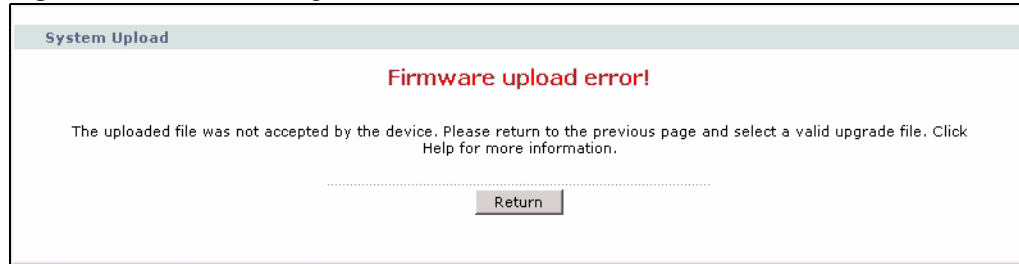 System Upload
Firmware upload error!
The uploaded file was not accepted by the device. Please return to the previous page and select a valid upgrade file. Click
Help for more information.
Return